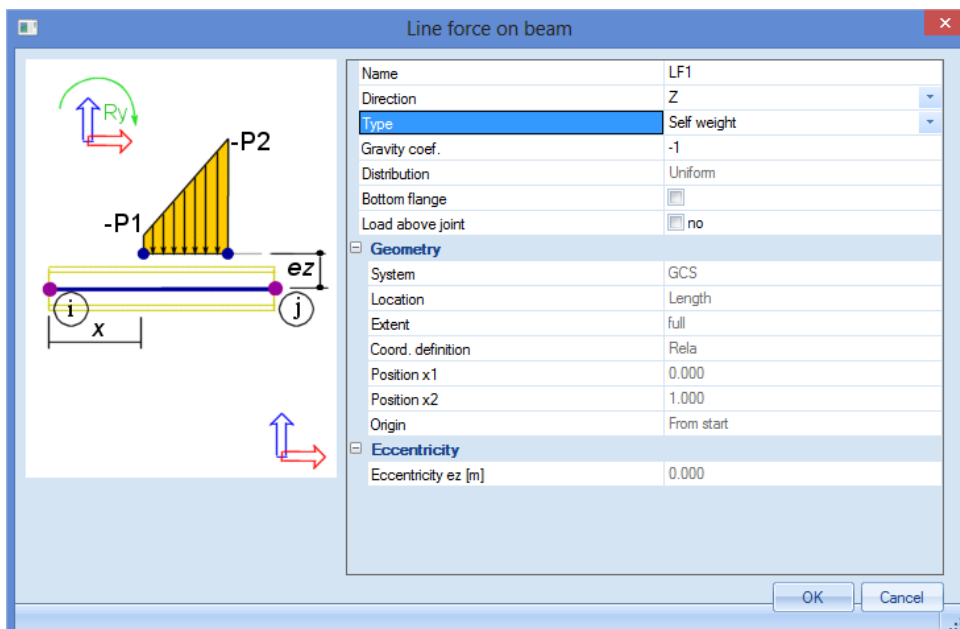 Line force on beam
Ry
-P2
-P1
ez
i
j
x
Name LF1
Direction Z
Type Self weight
Gravity coef. -1
Distribution Uniform
Bottom flange
Load above joint no
Geometry
System GCS
Location Length
Extent full
Coord. definition Rela
Position x1 0.000
Position x2 1.000
Origin From start
Eccentricity
Eccentricity ez [m] 0.000
OK Cancel